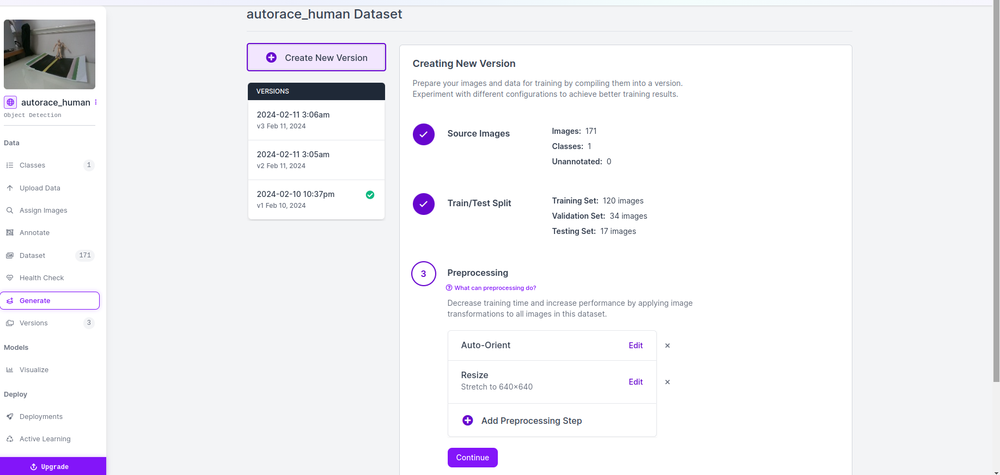 autorace_human
Object Detection
Data
Classes 1
Upload Data
Assign Images
Annotate
Dataset 171
Health Check
Generate
Versions 3
Models
Visualize
Deploy
Deployments
Active Learning
Upgrade
autorace_human Dataset
Create New Version
VERSIONS
2024-02-11 3:06am
v3 Feb 11, 2024
2024-02-11 3:05am
v2 Feb 11, 2024
2024-02-10 10:37pm
v1 Feb 10, 2024
Creating New Version
Prepare your images and data for training by compiling them into a version.
Experiment with different configurations to achieve better training results.
Source Images
Images: 171
Classes: 1
Unannotated: 0
Train/Test Split
Training Set: 120 images
Validation Set: 34 images
Testing Set: 17 images
3 Preprocessing
What can preprocessing do?
Decrease training time and increase performance by applying image
transformations to all images in this dataset.
Auto-Orient Edit ×
Resize Edit ×
Stretch to 640×640
Add Preprocessing Step
Continue